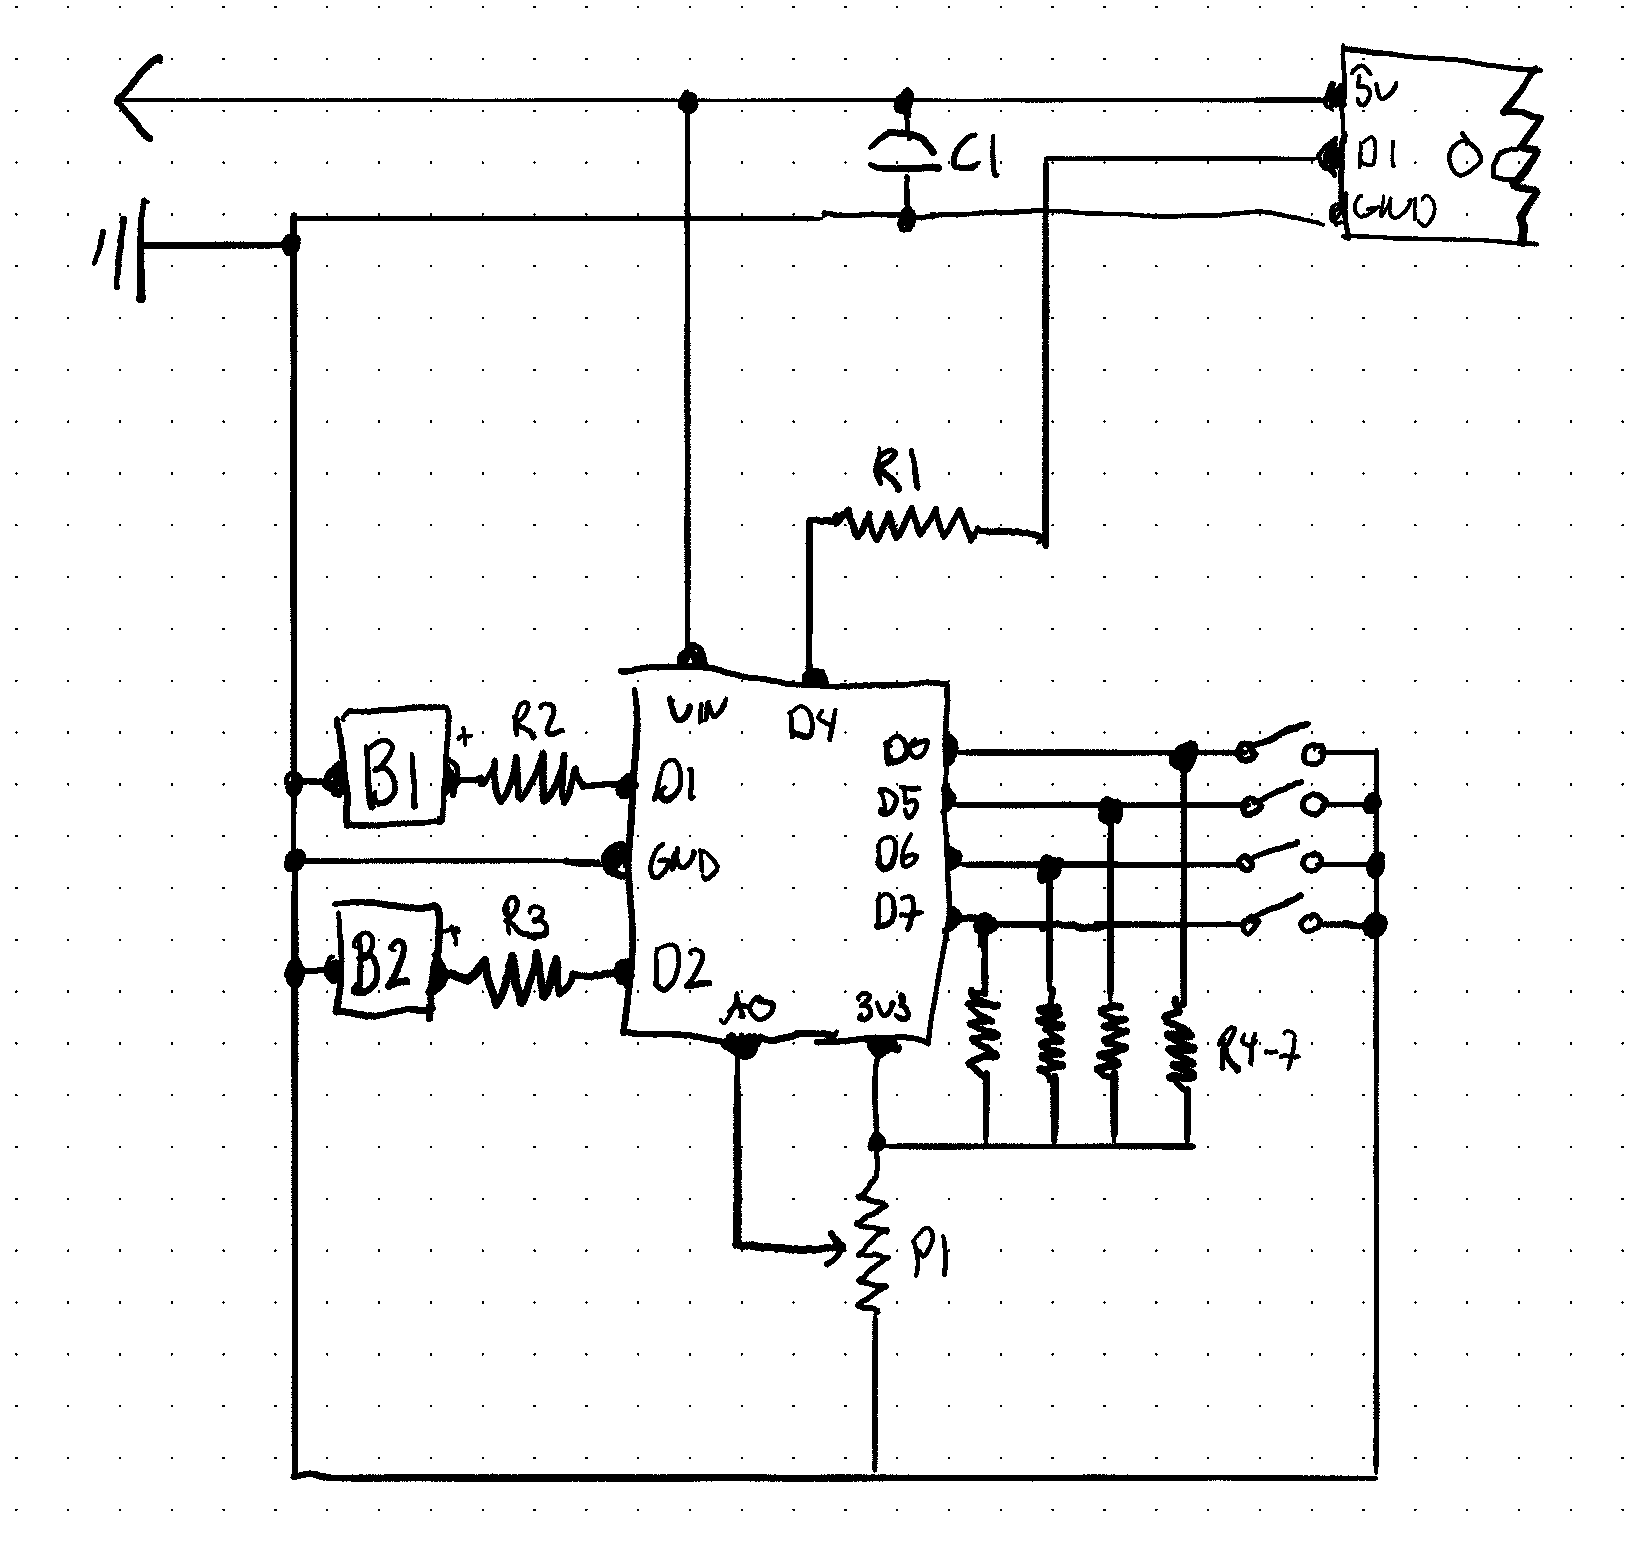 5V
C1
D1
GND
R1
VIN
D4
R2
+
B1
D1
D0
D5
GND
D6
R3
+
B2
D2
D7
A0
3V3
R4-7
P1